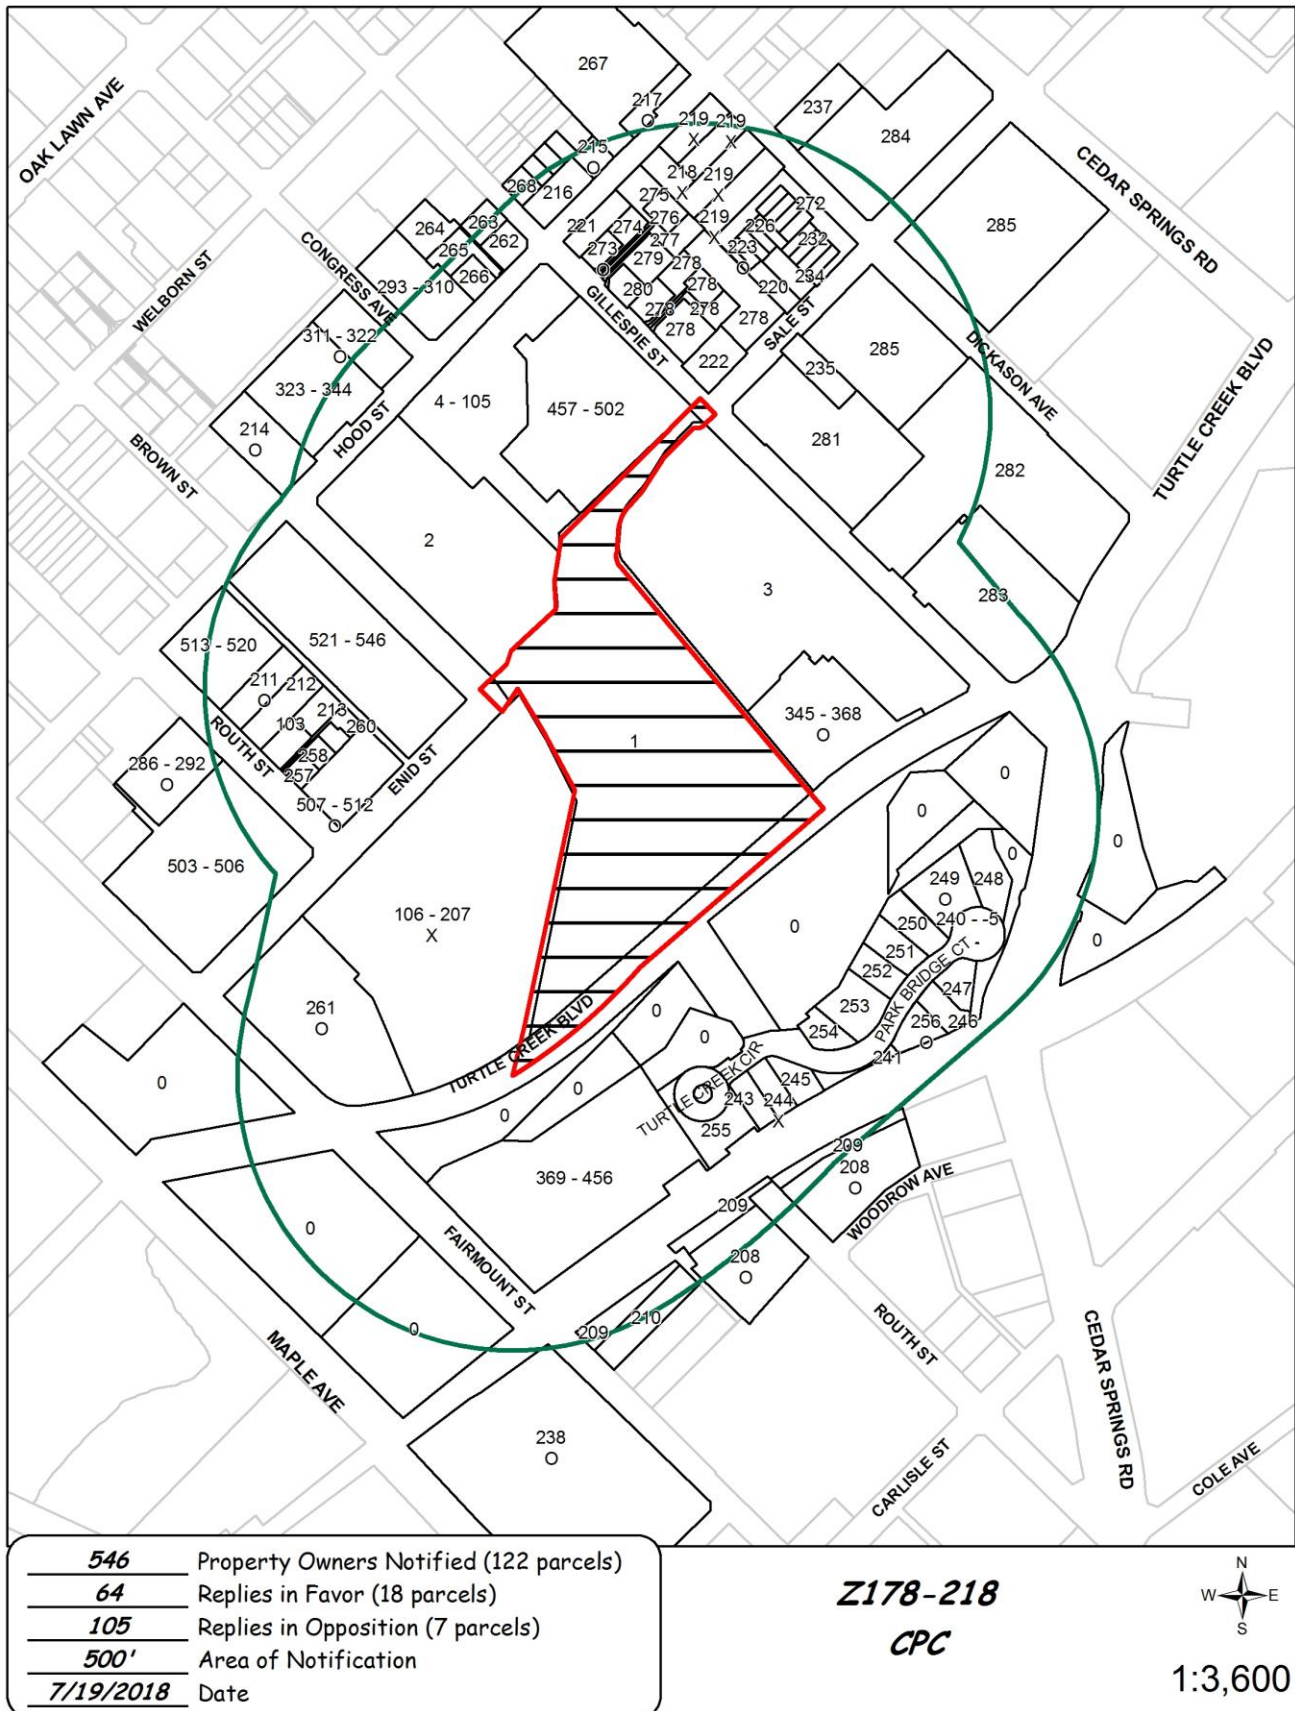 267
217
O
237
284
219
219
X
X
OAK LAWN AVE
CEDAR SPRINGS RD
215
O
218
X
219
X
268
216
275
272
285
264
263
221
274
276
219
X
226
262
277
223
O
232
265
273
O
279
278
CONGRESS AVE
WELBORN ST
266
293 - 310
280
278
220
234
GILLESPIE ST
278
278
278
278
SALE ST
311 - 322
O
222
285
DICKASON AVE
235
TURTLE CREEK BLVD
323 - 344
4 - 105
457 - 502
HOOD ST
214
O
281
BROWN ST
282
2
3
283
513 - 520
521 - 546
211
O
212
213
345 - 368
O
103
260
1
ROUTH ST
258
257
ENID ST
286 - 292
O
0
507 - 512
O
0
0
0
503 - 506
249
O
248
106 - 207
X
240 - -5
250
0
0
251
PARK BRIDGE CT
252
247
253
261
O
TURTLE CREEK BLVD
0
254
256
O
246
0
241
0
TURTLE CREEK CIR
O
245
0
243
244
X
0
255
209
369 - 456
208
O
WOODROW AVE
209
0
FAIRMOUNT ST
208
O
0
209
210
ROUTH ST
MAPLE AVE
CEDAR SPRINGS RD
238
O
CARLISLE ST
COLE AVE
546 Property Owners Notified (122 parcels)
64 Replies in Favor (18 parcels)
105 Replies in Opposition (7 parcels)
500' Area of Notification
7/19/2018 Date
Z178-218
CPC
N
W E
S
1:3,600